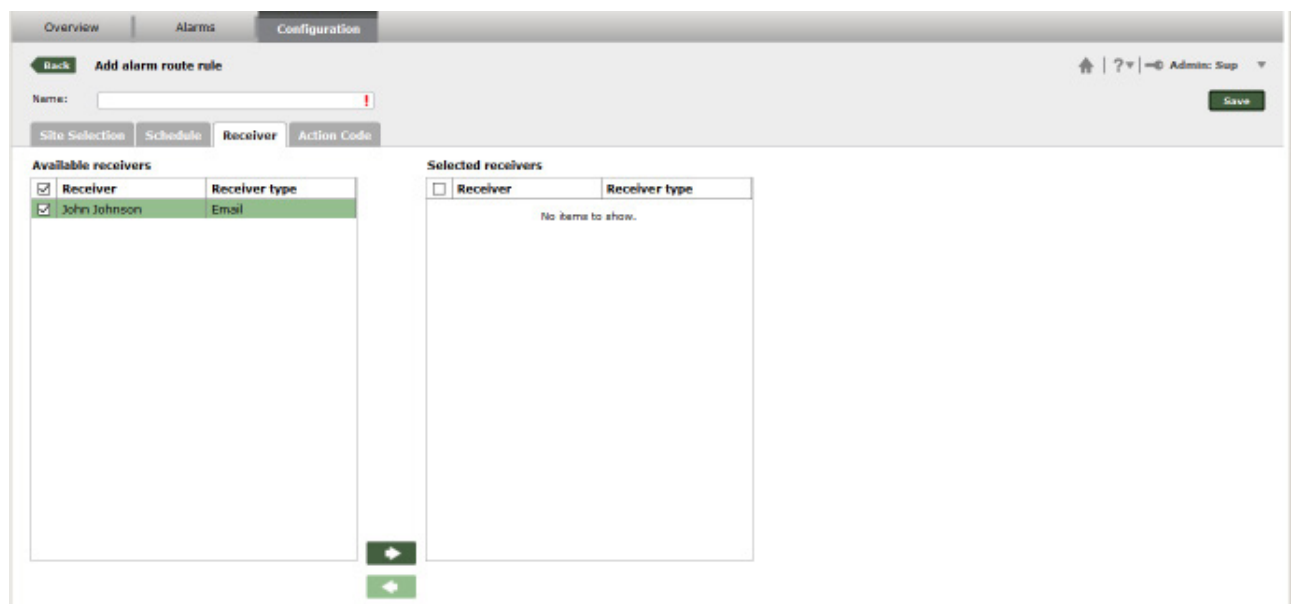 Overview Alarms Configuration
Back Add alarm route rule ? Admin: Sup
Name: ! Save
Site Selection Schedule Receiver Action Code
Available receivers Selected receivers
Receiver Receiver type Receiver Receiver type
John Johnson Email
No items to show.